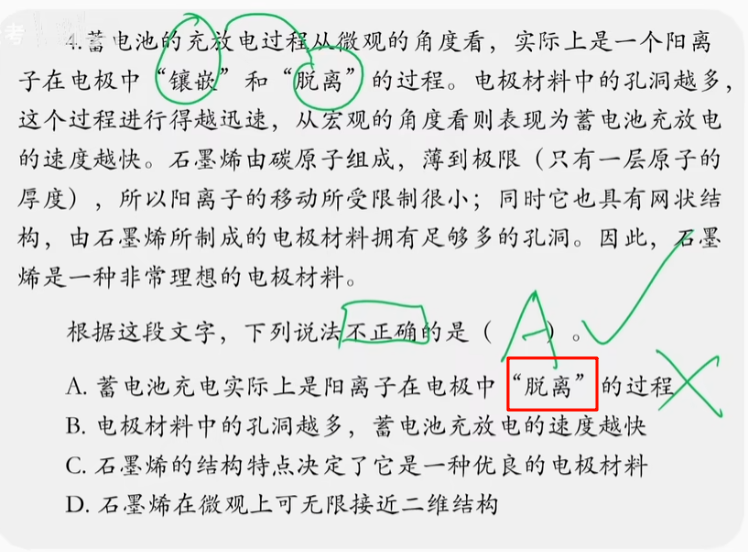 4.蓄电池的充放电过程从微观的角度看，实际上是一个阳离
子在电极中“镶嵌”和“脱离”的过程。电极材料中的孔洞越多，
这个过程进行得越迅速，从宏观的角度看则表现为蓄电池充放电
的速度越快。石墨烯由碳原子组成，薄到极限（只有一层原子的
厚度），所以阳离子的移动所受限制很小；同时它也具有网状结
构，由石墨烯所制成的电极材料拥有足够多的孔洞。因此，石墨
烯是一种非常理想的电极材料。
根据这段文字，下列说法不正确的是（ A ）。
A. 蓄电池充电实际上是阳离子在电极中“脱离”的过程
B. 电极材料中的孔洞越多，蓄电池充放电的速度越快
C. 石墨烯的结构特点决定了它是一种优良的电极材料
D. 石墨烯在微观上可无限接近二维结构